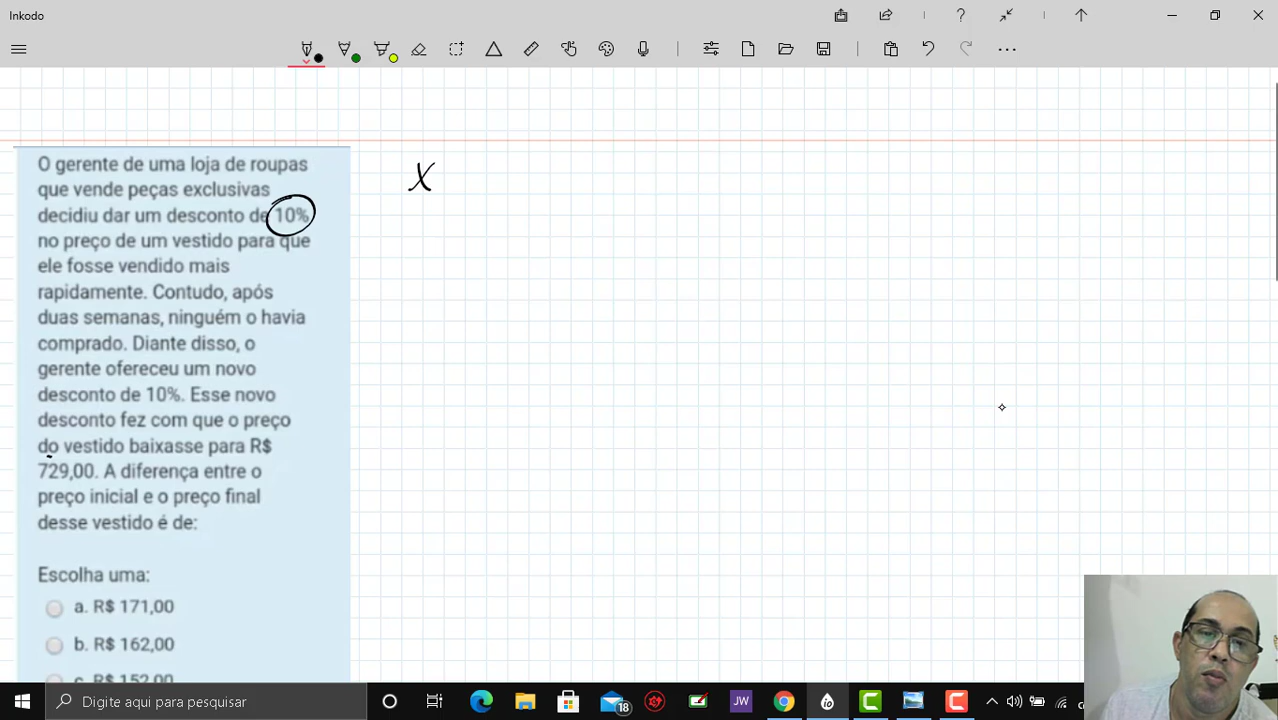 Inkodo
X
O gerente de uma loja de roupas
que vende peças exclusivas
decidiu dar um desconto de 10%
no preço de um vestido para que
ele fosse vendido mais
rapidamente. Contudo, após
duas semanas, ninguém o havia
comprado. Diante disso, o
gerente ofereceu um novo
desconto de 10%. Esse novo
desconto fez com que o preço
do vestido baixasse para R$
729,00. A diferença entre o
preço inicial e o preço final
desse vestido é de:
Escolha uma:
a. R$ 171,00
b. R$ 162,00
c. R$ 152,00
Digite aqui para pesquisar
18
JW